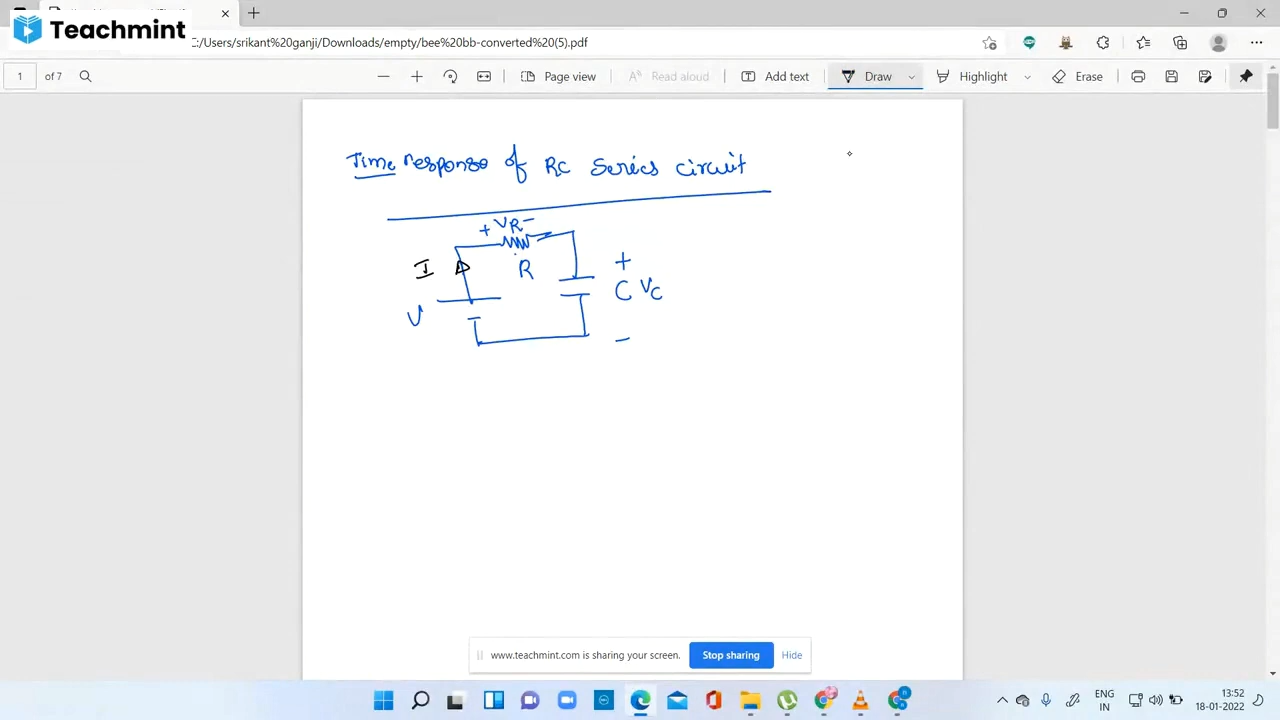 Teachmint
C:/Users/srikant%20ganji/Downloads/empty/bee%20bb-converted%20(5).pdf
1 of 7
Page view
Read aloud
Add text
Draw
Highlight
Erase
Time response of RC Series circuit
+ VR -
I
R
+
V
C VC
-
www.teachmint.com is sharing your screen.
Stop sharing
Hide
ENG
IN
13:52
18-01-2022